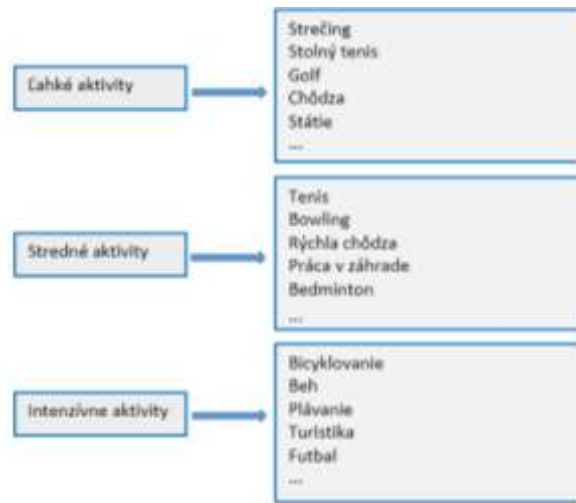 Ľahké aktivity
Strečing
Stolný tenis
Golf
Chôdza
Státie
...
Stredné aktivity
Tenis
Bowling
Rýchla chôdza
Práca v záhrade
Bedminton
...
Intenzívne aktivity
Bicyklovanie
Beh
Plávanie
Turistika
Futbal
...